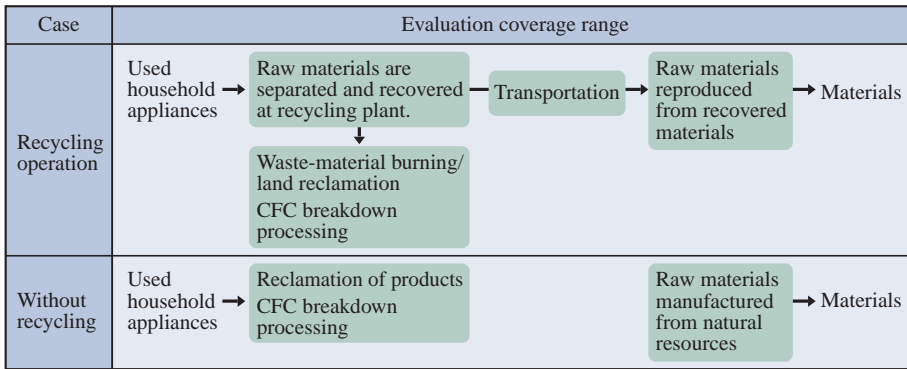 Case
Evaluation coverage range
Recycling
operation
Used
household
appliances
Raw materials are
separated and recovered
at recycling plant.
Transportation
Raw materials
reproduced
from recovered
materials
Materials
Waste-material burning/
land reclamation
CFC breakdown
processing
Without
recycling
Used
household
appliances
Reclamation of products
CFC breakdown
processing
Raw materials
manufactured
from natural
resources
Materials